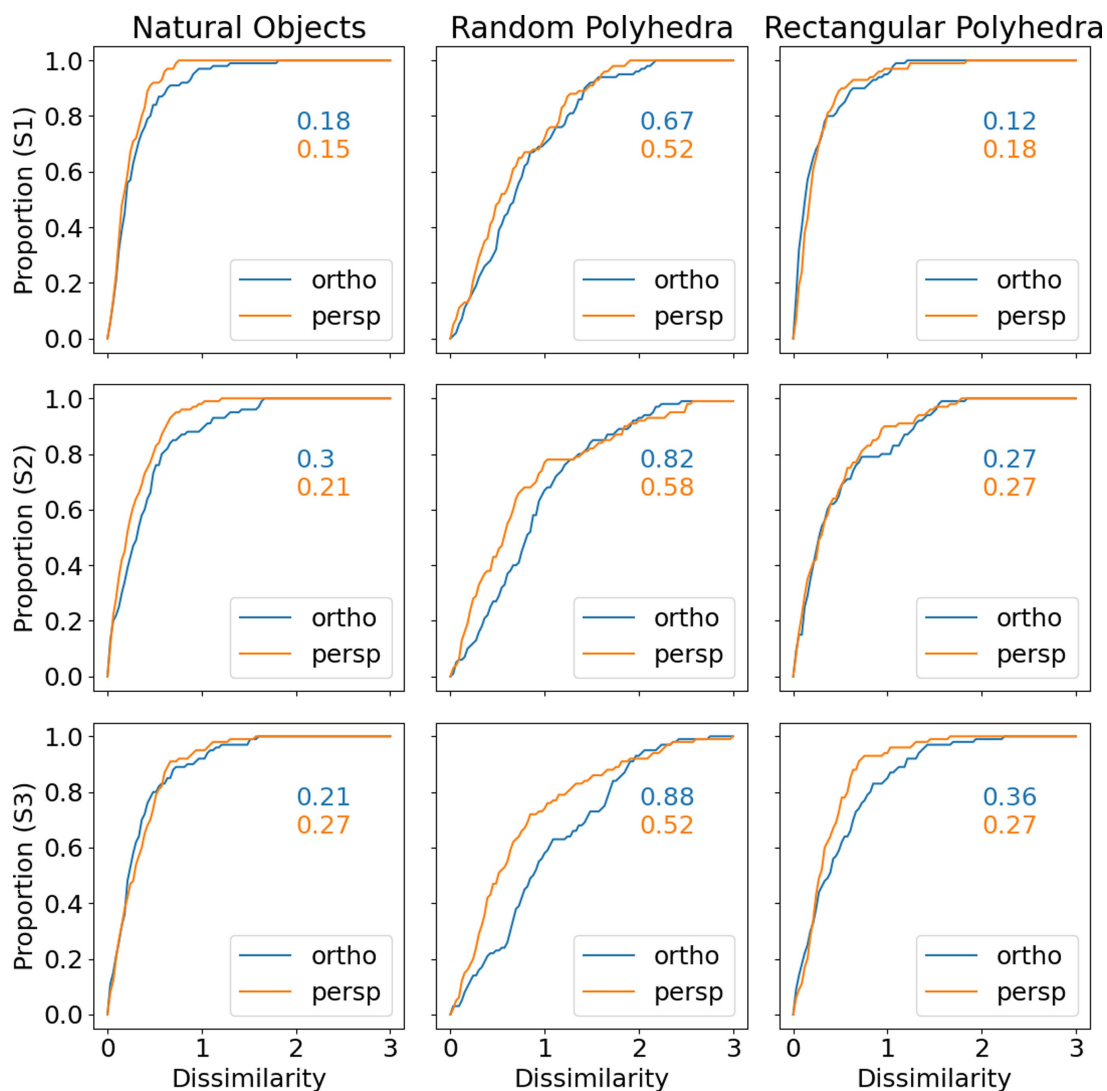 Natural Objects
Random Polyhedra
Rectangular Polyhedra
Proportion (S1)
1.0
0.8
0.6
0.4
0.2
0.0
0.18
0.15
ortho
persp
0.67
0.52
ortho
persp
0.12
0.18
ortho
persp
Proportion (S2)
1.0
0.8
0.6
0.4
0.2
0.0
0.3
0.21
ortho
persp
0.82
0.58
ortho
persp
0.27
0.27
ortho
persp
Proportion (S3)
1.0
0.8
0.6
0.4
0.2
0.0
0.21
0.27
ortho
persp
0.88
0.52
ortho
persp
0.36
0.27
ortho
persp
0 1 2 3
0 1 2 3
0 1 2 3
Dissimilarity
Dissimilarity
Dissimilarity